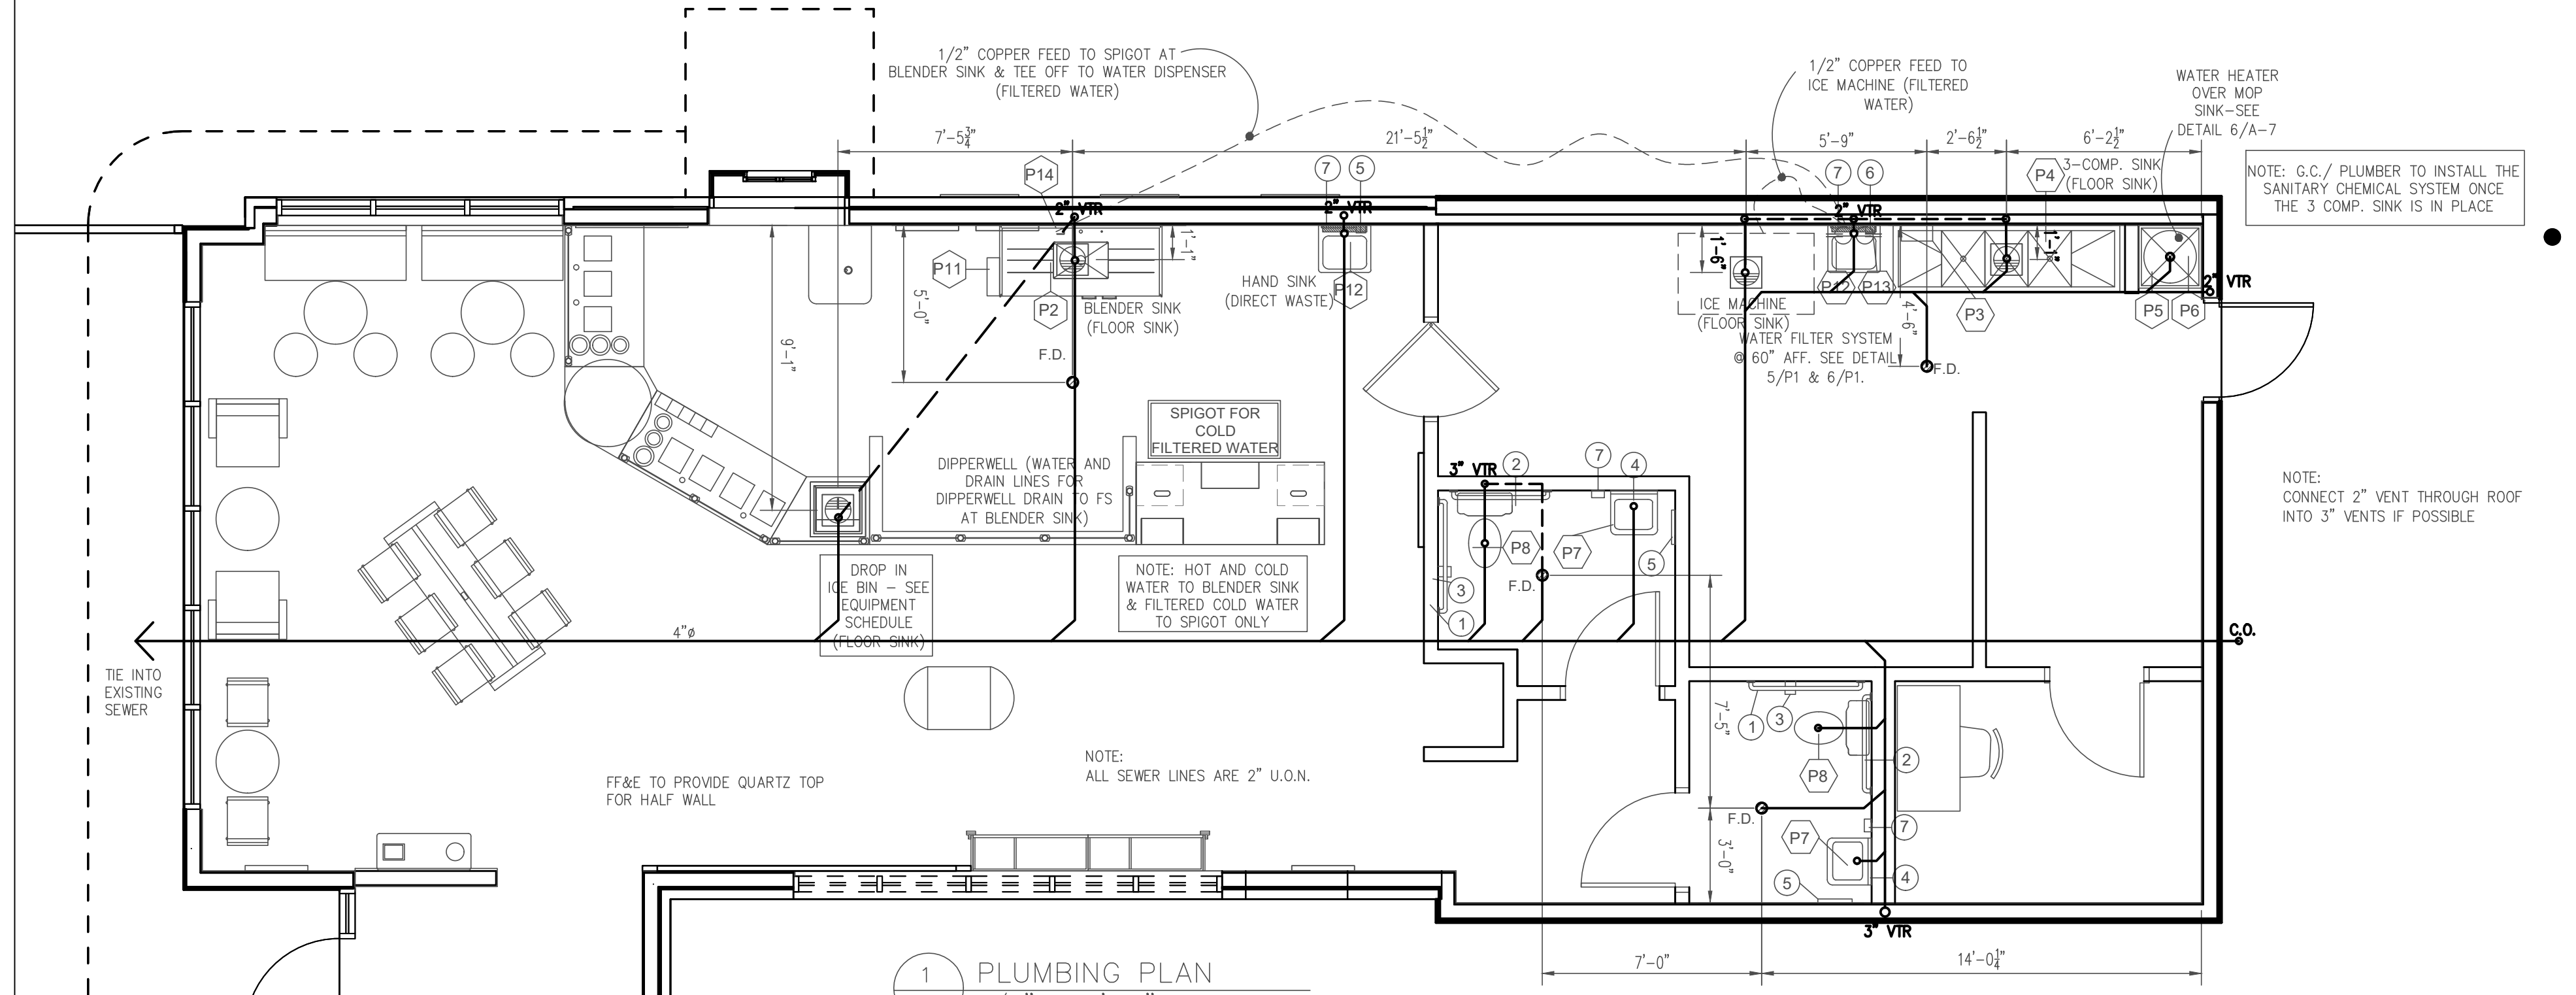 1/2" COPPER FEED TO SPIGOT AT
BLENDER SINK & TEE OFF TO WATER DISPENSER
(FILTERED WATER)
1/2" COPPER FEED TO
ICE MACHINE (FILTERED
WATER)
WATER HEATER
OVER MOP
SINK-SEE
DETAIL 6/A-7
7'-5¾"
21'-5½"
5'-9"
2'-6½"
6'-2½"
NOTE: G.C./ PLUMBER TO INSTALL THE
SANITARY CHEMICAL SYSTEM ONCE
THE 3 COMP. SINK IS IN PLACE
P14
7
5
7
6
P4
3-COMP. SINK
(FLOOR SINK)
2" VTR
2" VTR
2" VTR
2" VTR
1'-1"
1'-6"
1'-1"
P11
P2
BLENDER SINK
(FLOOR SINK)
5'-0"
HAND SINK
(DIRECT WASTE)
P12
P12
P13
P3
P5
P6
ICE MACHINE
(FLOOR SINK)
4'-6"
WATER FILTER SYSTEM
@ 60" AFF. SEE DETAIL
5/P1 & 6/P1.
F.D.
F.D.
9'-1"
SPIGOT FOR
COLD
FILTERED WATER
DIPPERWELL (WATER AND
DRAIN LINES FOR
DIPPERWELL DRAIN TO FS
AT BLENDER SINK)
3" VTR
2
7
4
P8
P7
5
F.D.
3
1
NOTE:
CONNECT 2" VENT THROUGH ROOF
INTO 3" VENTS IF POSSIBLE
DROP IN
ICE BIN - SEE
EQUIPMENT
SCHEDULE
(FLOOR SINK)
NOTE: HOT AND COLD
WATER TO BLENDER SINK
& FILTERED COLD WATER
TO SPIGOT ONLY
4"ø
C.O.
TIE INTO
EXISTING
SEWER
7'-5"
1
3
2
P8
NOTE:
ALL SEWER LINES ARE 2" U.O.N.
FF&E TO PROVIDE QUARTZ TOP
FOR HALF WALL
F.D.
P7
7
3'-0"
5
4
3" VTR
7'-0"
14'-0¼"
1
PLUMBING PLAN